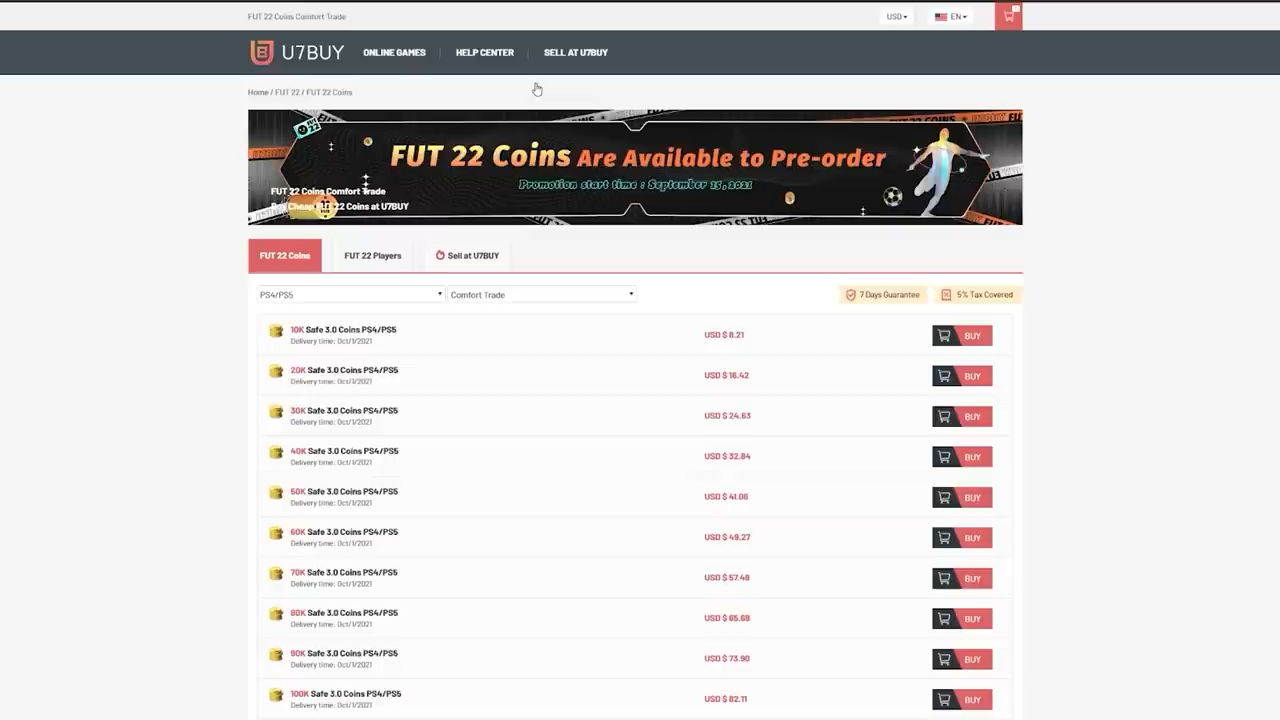 FUT 22 Coins Comfort Trade
USD
EN
U7BUY
ONLINE GAMES
HELP CENTER
SELL AT U7BUY
Home / FUT 22 / FUT 22 Coins
FUT 22 Coins Are Available to Pre-order
Promotion start time : September 15, 2021
FUT 22 Coins Comfort Trade
Buy Cheap FUT 22 Coins at U7BUY
FUT 22 Coins
FUT 22 Players
Sell at U7BUY
PS4/PS5
Comfort Trade
7 Days Guarantee
5% Tax Covered
10K Safe 3.0 Coins PS4/PS5
Delivery time: Oct/1/2021
USD $ 8.21
BUY
20K Safe 3.0 Coins PS4/PS5
Delivery time: Oct/1/2021
USD $ 16.42
BUY
30K Safe 3.0 Coins PS4/PS5
Delivery time: Oct/1/2021
USD $ 24.63
BUY
40K Safe 3.0 Coins PS4/PS5
Delivery time: Oct/1/2021
USD $ 32.84
BUY
50K Safe 3.0 Coins PS4/PS5
Delivery time: Oct/1/2021
USD $ 41.06
BUY
60K Safe 3.0 Coins PS4/PS5
Delivery time: Oct/1/2021
USD $ 49.27
BUY
70K Safe 3.0 Coins PS4/PS5
Delivery time: Oct/1/2021
USD $ 57.48
BUY
80K Safe 3.0 Coins PS4/PS5
Delivery time: Oct/1/2021
USD $ 65.69
BUY
90K Safe 3.0 Coins PS4/PS5
Delivery time: Oct/1/2021
USD $ 73.90
BUY
100K Safe 3.0 Coins PS4/PS5
Delivery time: Oct/1/2021
USD $ 82.11
BUY